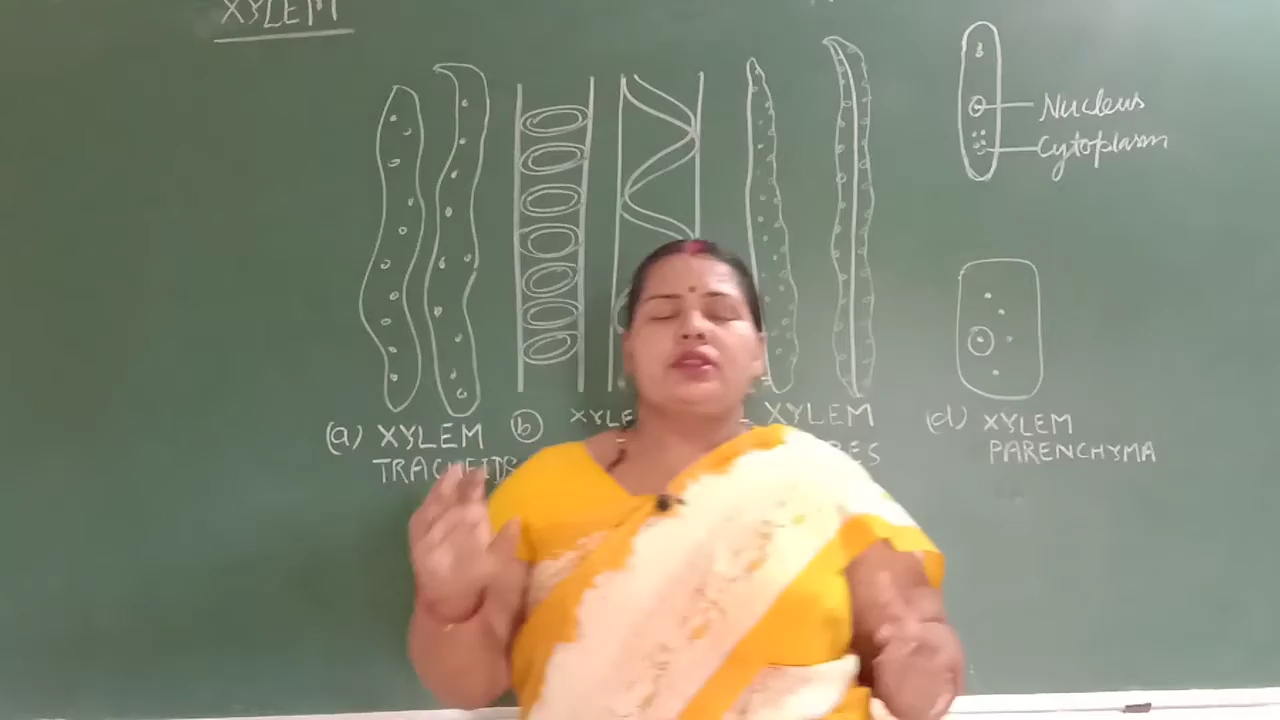 XYLEM
Nucleus
Cytoplasm
(a) XYLEM
TRACHEIDS
(b)
XYLEM
(d) XYLEM
PARENCHYMA